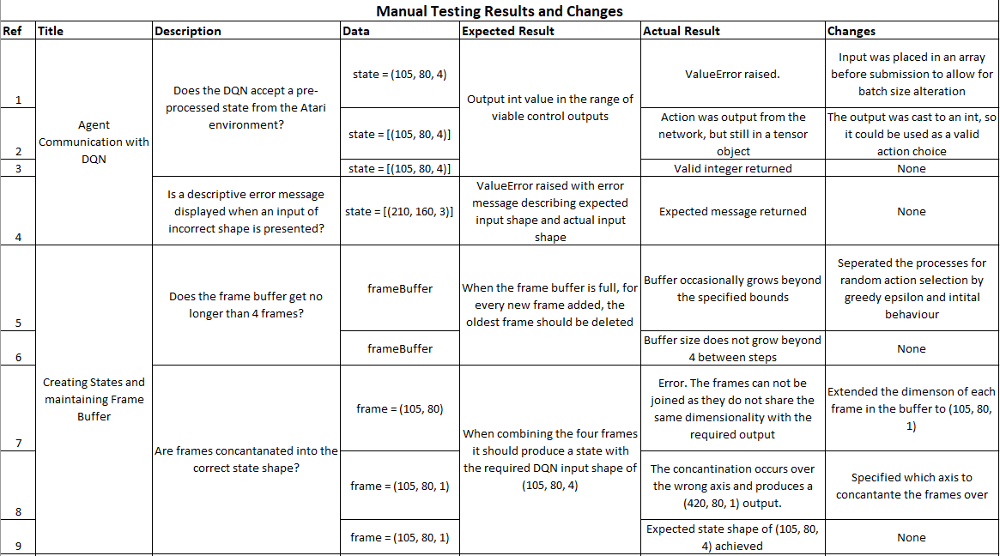 Manual Testing Results and Changes
Ref Title Description Data Expected Result Actual Result Changes
1
2
3
4
Agent
Communication with
DQN
Does the DQN accept a pre-
processed state from the Atari
environment?
state = (105, 80, 4)
state = [(105, 80, 4)]
state = [(105, 80, 4)]
Output int value in the range of
viable control outputs
ValueError raised.
Input was placed in an array
before submission to allow for
batch size alteration
Action was output from the
network, but still in a tensor
object
The output was cast to an int, so
it could be used as a valid
action choice
Valid integer returned
None
Is a descriptive error message
displayed when an input of
incorrect shape is presented?
state = [(210, 160, 3)]
ValueError raised with error
message describing expected
input shape and actual input
shape
Expected message returned
None
5
6
7
8
9
Creating States and
maintaining Frame
Buffer
Does the frame buffer get no
longer than 4 frames?
frameBuffer
frameBuffer
When the frame buffer is full, for
every new frame added, the
oldest frame should be deleted
Buffer occasionally grows beyond
the specified bounds
Seperated the processes for
random action selection by
greedy epsilon and intital
behaviour
Buffer size does not grow beyond
4 between steps
None
Are frames concantanated into the
correct state shape?
frame = (105, 80)
frame = (105, 80, 1)
frame = (105, 80, 1)
When combining the four frames
it should produce a state with
the required DQN input shape of
(105, 80, 4)
Error. The frames can not be
joined as they do not share the
same dimensionality with the
required output
Extended the dimenson of each
frame in the buffer to (105, 80,
1)
The concantination occurs over
the wrong axis and produces a
(420, 80, 1) output.
Specified which axis to
concantante the frames over
Expected state shape of (105, 80,
4) achieved
None